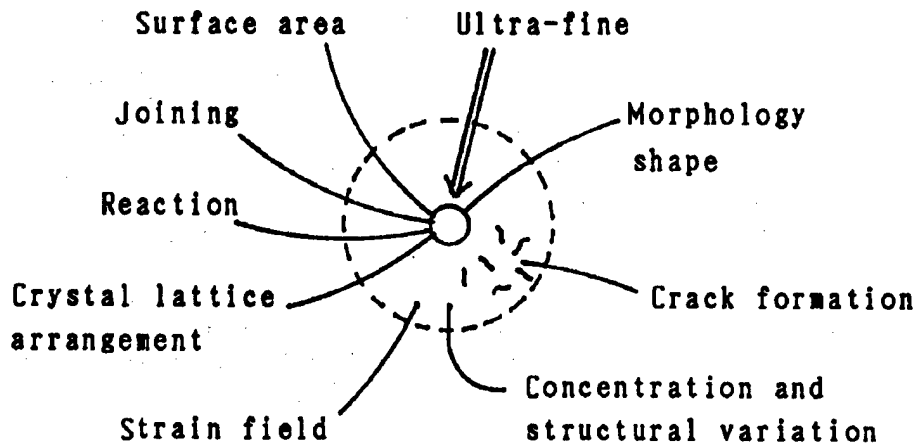 Surface area
Ultra-fine
Joining
Morphology
shape
Reaction
Crystal lattice
arrangement
Crack formation
Concentration and
structural variation
Strain field